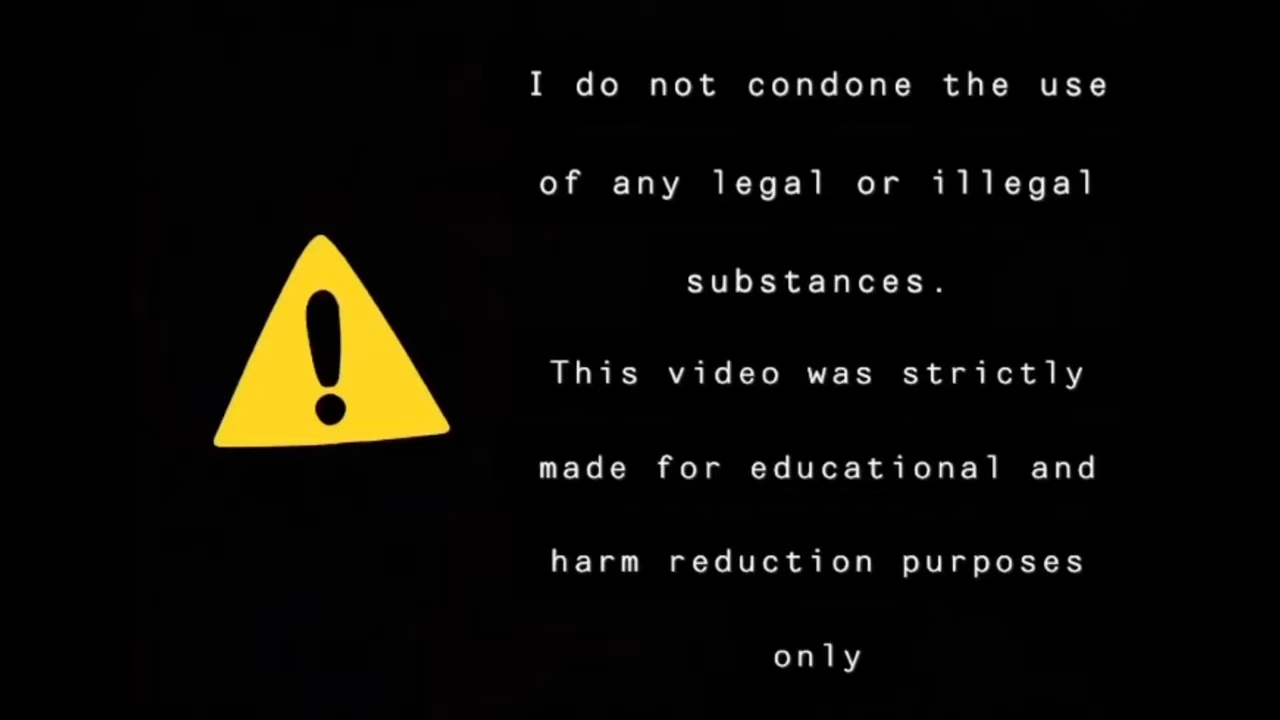 I do not condone the use
of any legal or illegal
substances.
This video was strictly
made for educational and
harm reduction purposes
only